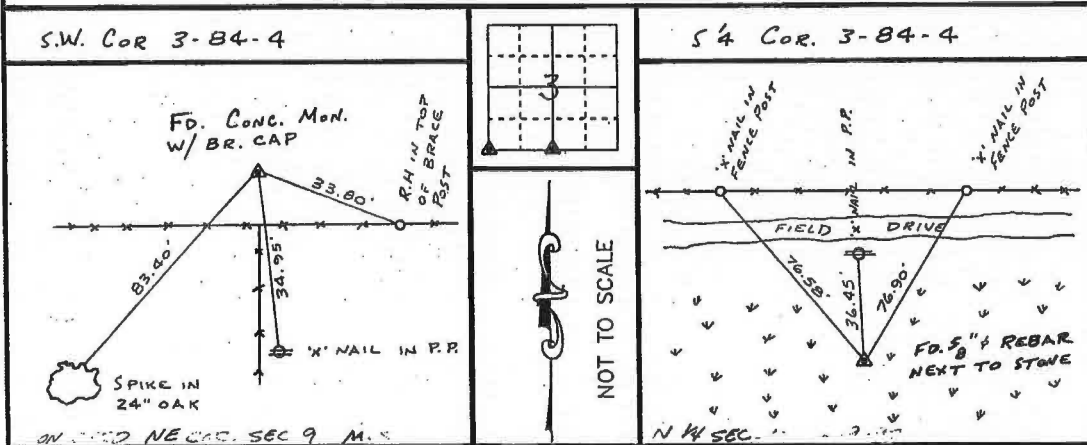 S.W. COR 3-84-4
FD. CONC. MON.
W/ BR. CAP
33.80'
R.H IN TOP
OF BRACE
POST
83.40'
34.95'
'X' NAIL IN P.P.
SPIKE IN
24" OAK
NE SEC 9
3
NOT TO SCALE
S 1/4 COR. 3-84-4
'X' NAIL IN
FENCE POST
'X' NAIL IN P.P.
'X' NAIL IN
FENCE POST
FIELD DRIVE
76.58'
36.45'
76.90'
FD. 5/8" ϕ REBAR
NEXT TO STONE
N 1/4 SEC.